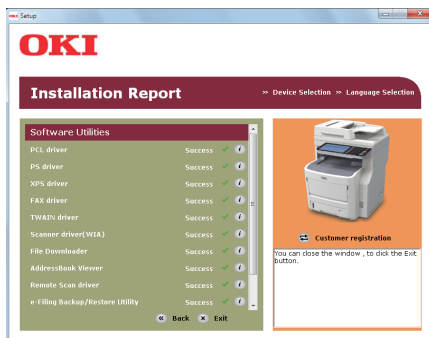 OKI Setup
OKI
Installation Report
» Device Selection » Language Selection
Software Utilities
PCL driver Success
PS driver Success
XPS driver Success
FAX driver Success
TWAIN driver Success
Scanner driver(WIA) Success
File Downloader Success
AddressBook Viewer Success
Remote Scan driver Success
e-Filing Backup/Restore Utility Success
« Back × Exit
Customer registration
You can close the window , to click the Exit
button.